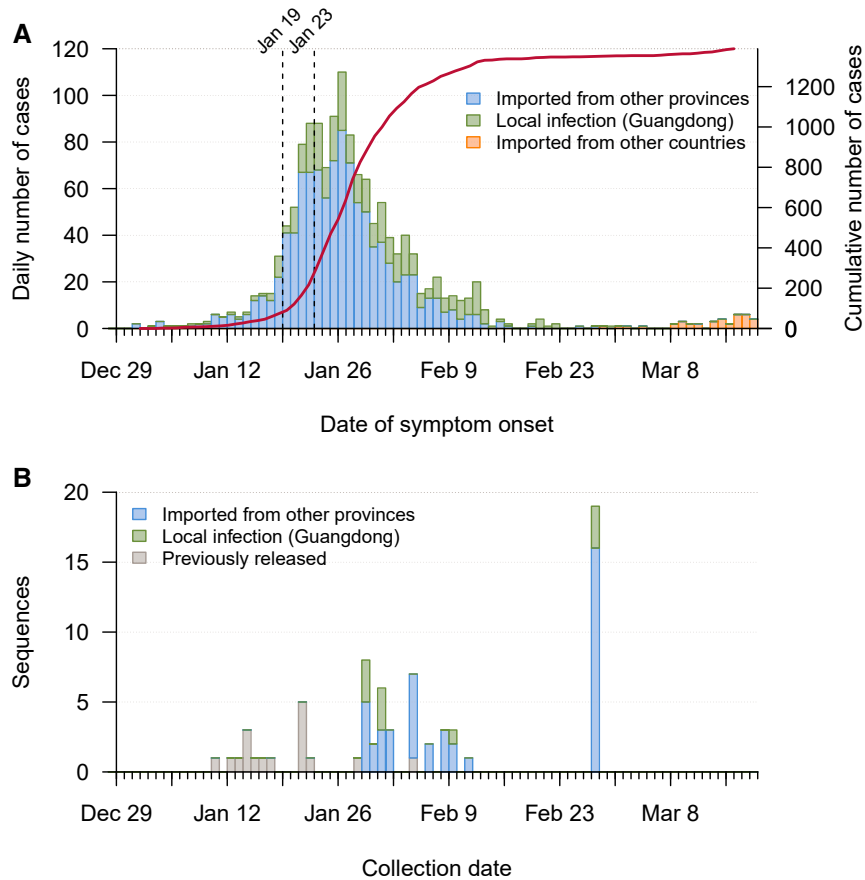 A
Jan 19
Jan 23
120
100
80
60
40
20
0
Daily number of cases
Imported from other provinces
Local infection (Guangdong)
Imported from other countries
1200
1000
800
600
400
200
0
Cumulative number of cases
Dec 29
Jan 12
Jan 26
Feb 9
Feb 23
Mar 8
Date of symptom onset
B
20
15
10
5
0
Sequences
Imported from other provinces
Local infection (Guangdong)
Previously released
Dec 29
Jan 12
Jan 26
Feb 9
Feb 23
Mar 8
Collection date